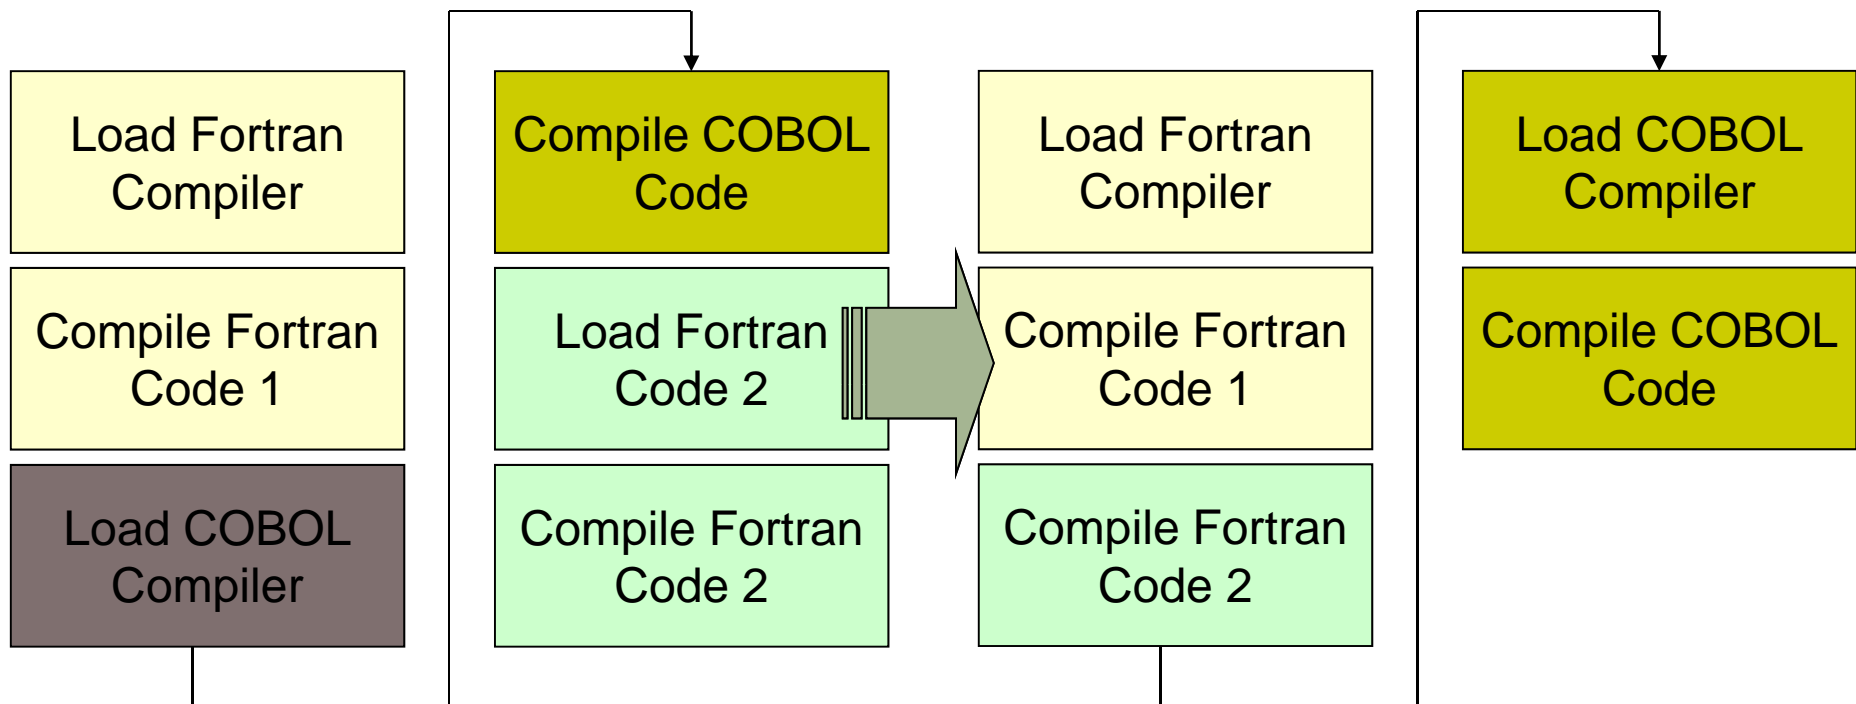 Load Fortran
Compiler
Compile Fortran
Code 1
Load COBOL
Compiler
Compile COBOL
Code
Load Fortran
Code 2
Compile Fortran
Code 2
Load Fortran
Compiler
Compile Fortran
Code 1
Compile Fortran
Code 2
Load COBOL
Compiler
Compile COBOL
Code